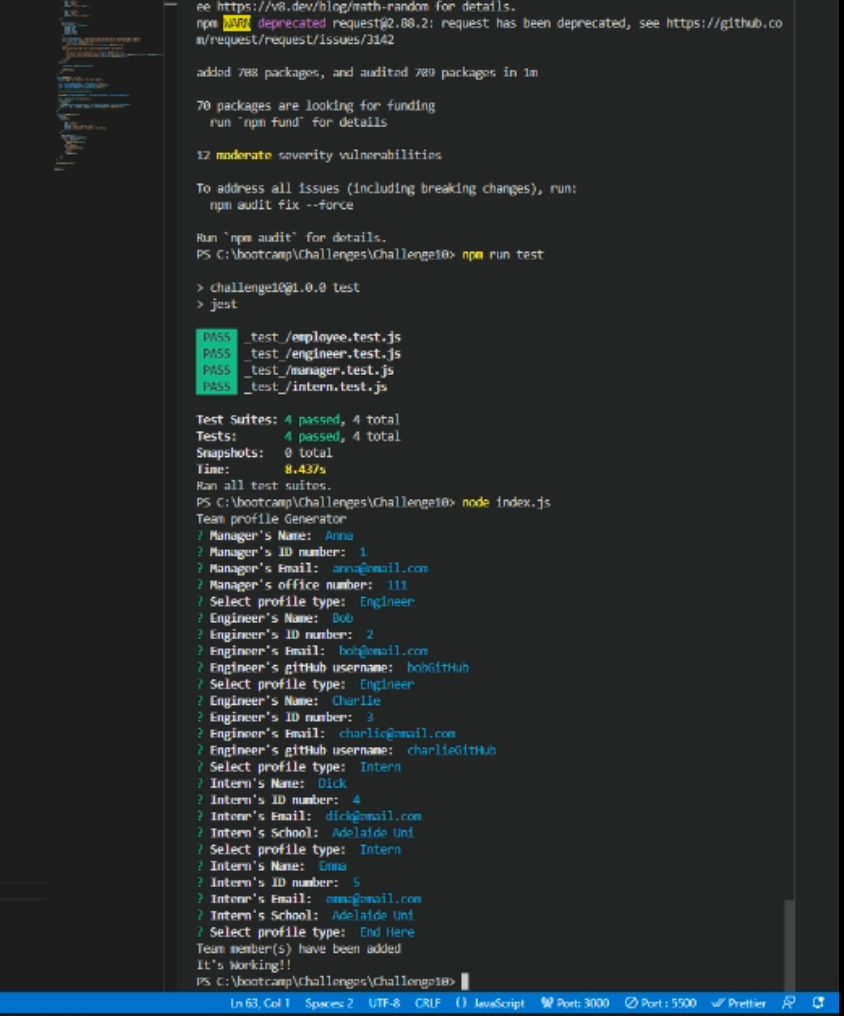 ee https://v8.dev/blog/math-random for details.
npm WARN deprecated request@2.88.2: request has been deprecated, see https://github.co
m/request/request/issues/3142
added 708 packages, and audited 709 packages in 1m
70 packages are looking for funding
run `npm fund` for details
12 moderate severity vulnerabilities
To address all issues (including breaking changes), run:
npm audit fix --force
Run `npm audit` for details.
PS C:\bootcamp\Challenges\Challenge10> npm run test
> challenge10@1.0.0 test
> jest
PASS _test_/employee.test.js
PASS _test_/engineer.test.js
PASS _test_/manager.test.js
PASS _test_/intern.test.js
Test Suites: 4 passed, 4 total
Tests: 4 passed, 4 total
Snapshots: 0 total
Time: 8.437s
Ran all test suites.
PS C:\bootcamp\Challenges\Challenge10> node index.js
Team profile Generator
? Manager's Name: Anna
? Manager's ID number: 1
? Manager's Email: anna@email.com
? Manager's office number: 111
? Select profile type: Engineer
? Engineer's Name: Bob
? Engineer's ID number: 2
? Engineer's Email: bob@email.com
? Engineer's gitHub username: bobGitHub
? Select profile type: Engineer
? Engineer's Name: Charlie
? Engineer's ID number: 3
? Engineer's Email: charlie@email.com
? Engineer's gitHub username: charlieGitHub
? Select profile type: Intern
? Intern's Name: Dick
? Intern's ID number: 4
? Intenr's Email: dick@email.com
? Intern's School: Adelaide Uni
? Select profile type: Intern
? Intern's Name: Emma
? Intern's ID number: 5
? Intenr's Email: emma@email.com
? Intern's School: Adelaide Uni
? Select profile type: End Here
Team member(s) have been added
It's Working!!
PS C:\bootcamp\Challenges\Challenge10>
Ln 63, Col 1 Spaces: 2 UTF-8 CRLF {} JavaScript Port: 3000 Port : 5500 Prettier